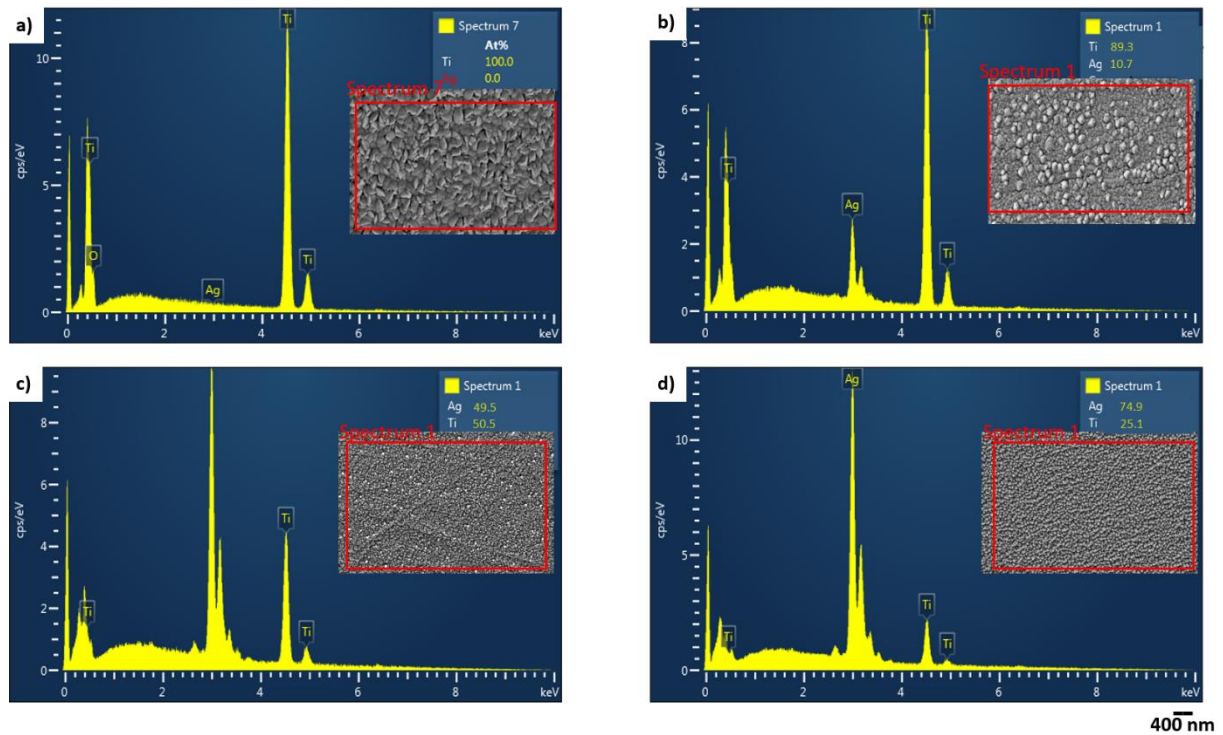 a)
Spectrum 7
At%
Ti 100.0
Ag 0.0
Spectrum 7
Ti
Ti
O
Ag
Ti
10
5
0
cps/eV
0 2 4 6 8 keV
b)
Spectrum 1
Ti 89.3
Ag 10.7
Spectrum 1
Ti
Ti
Ag
Ti
8
6
4
2
0
cps/eV
0 2 4 6 8 keV
c)
Spectrum 1
Ag 49.5
Ti 50.5
Spectrum 1
Ti
Ti
Ti
8
6
4
2
0
cps/eV
0 2 4 6 8 keV
d)
Spectrum 1
Ag 74.9
Ti 25.1
Spectrum 1
Ag
Ti
Ti
Ti
10
5
0
cps/eV
0 2 4 6 8 keV
400 nm